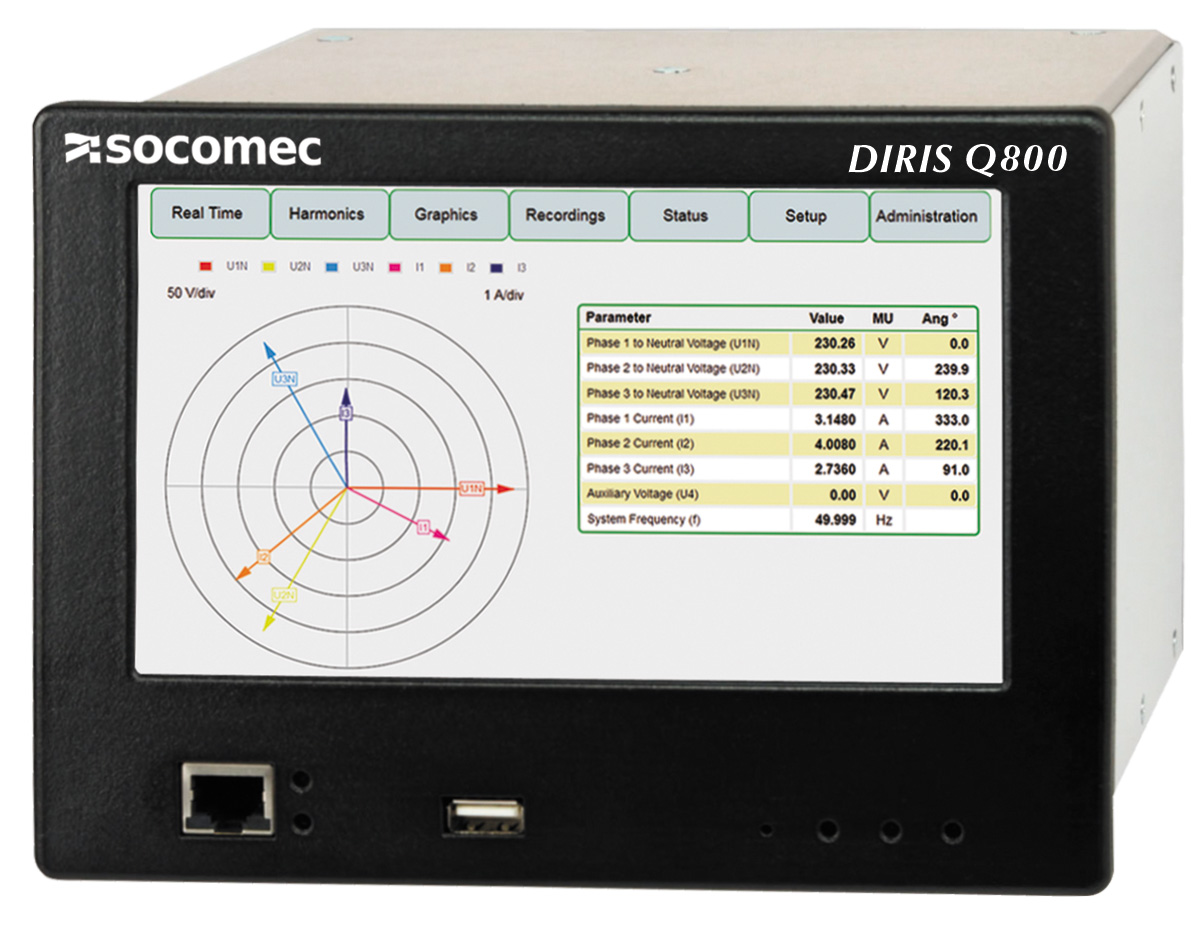 socomec
DIRIS Q800
Real Time Harmonics Graphics Recordings Status Setup Administration
U1N U2N U3N I1 I2 I3
50 V/div 1 A/div
Parameter Value MU Ang °
Phase 1 to Neutral Voltage (U1N) 230.26 V 0.0
Phase 2 to Neutral Voltage (U2N) 230.33 V 239.9
Phase 3 to Neutral Voltage (U3N) 230.47 V 120.3
Phase 1 Current (I1) 3.1480 A 333.0
Phase 2 Current (I2) 4.0080 A 220.1
Phase 3 Current (I3) 2.7360 A 91.0
Auxiliary Voltage (U4) 0.00 V 0.0
System Frequency (f) 49.999 Hz
U3N
I3
U1N
I1
I2
U2N